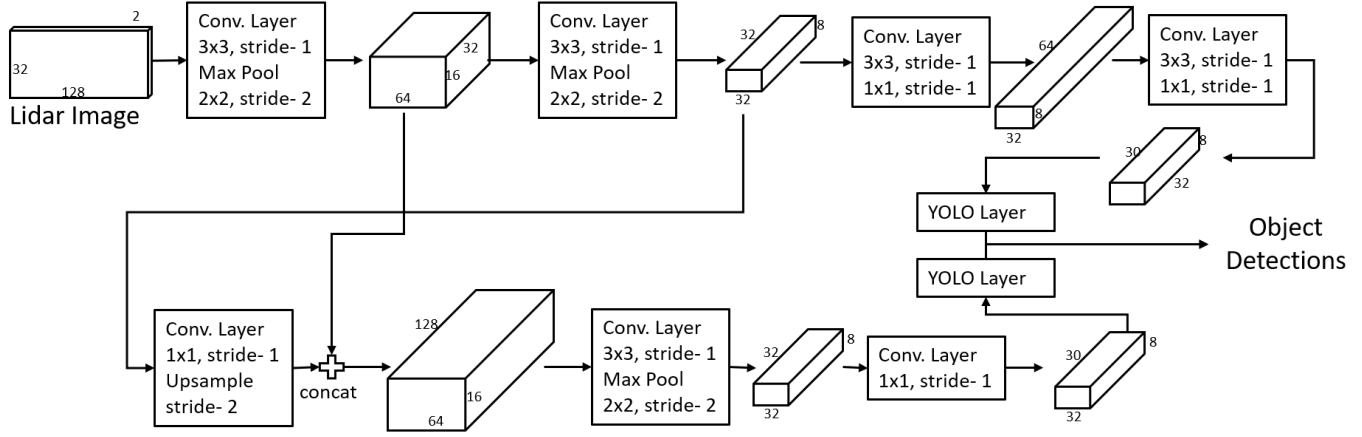 2
32
128
Lidar Image
Conv. Layer
3x3, stride- 1
Max Pool
2x2, stride- 2
32
16
64
Conv. Layer
3x3, stride- 1
Max Pool
2x2, stride- 2
32
8
32
Conv. Layer
3x3, stride- 1
1x1, stride- 1
64
8
32
Conv. Layer
3x3, stride- 1
1x1, stride- 1
30
8
32
YOLO Layer
Object
Detections
YOLO Layer
Conv. Layer
1x1, stride- 1
Upsample
stride- 2
concat
128
16
64
Conv. Layer
3x3, stride- 1
Max Pool
2x2, stride- 2
32
8
32
Conv. Layer
1x1, stride- 1
30
8
32